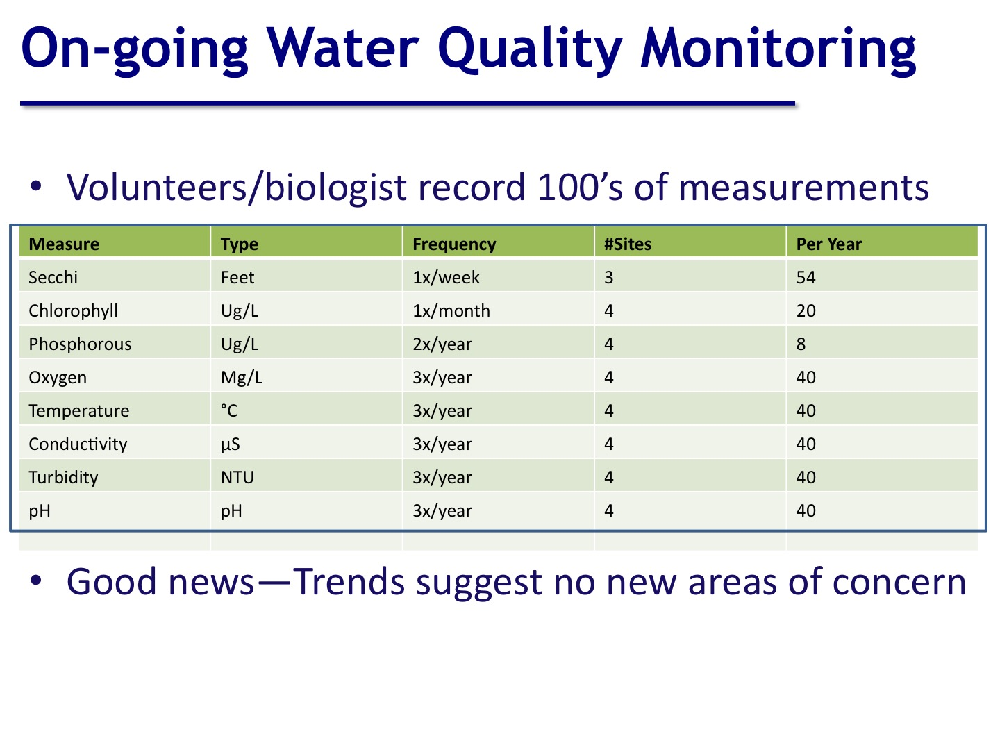 On-going Water Quality Monitoring
• Volunteers/biologist record 100’s of measurements
Measure Type Frequency #Sites Per Year
Secchi Feet 1x/week 3 54
Chlorophyll Ug/L 1x/month 4 20
Phosphorous Ug/L 2x/year 4 8
Oxygen Mg/L 3x/year 4 40
Temperature °C 3x/year 4 40
Conductivity µS 3x/year 4 40
Turbidity NTU 3x/year 4 40
pH pH 3x/year 4 40
• Good news—Trends suggest no new areas of concern